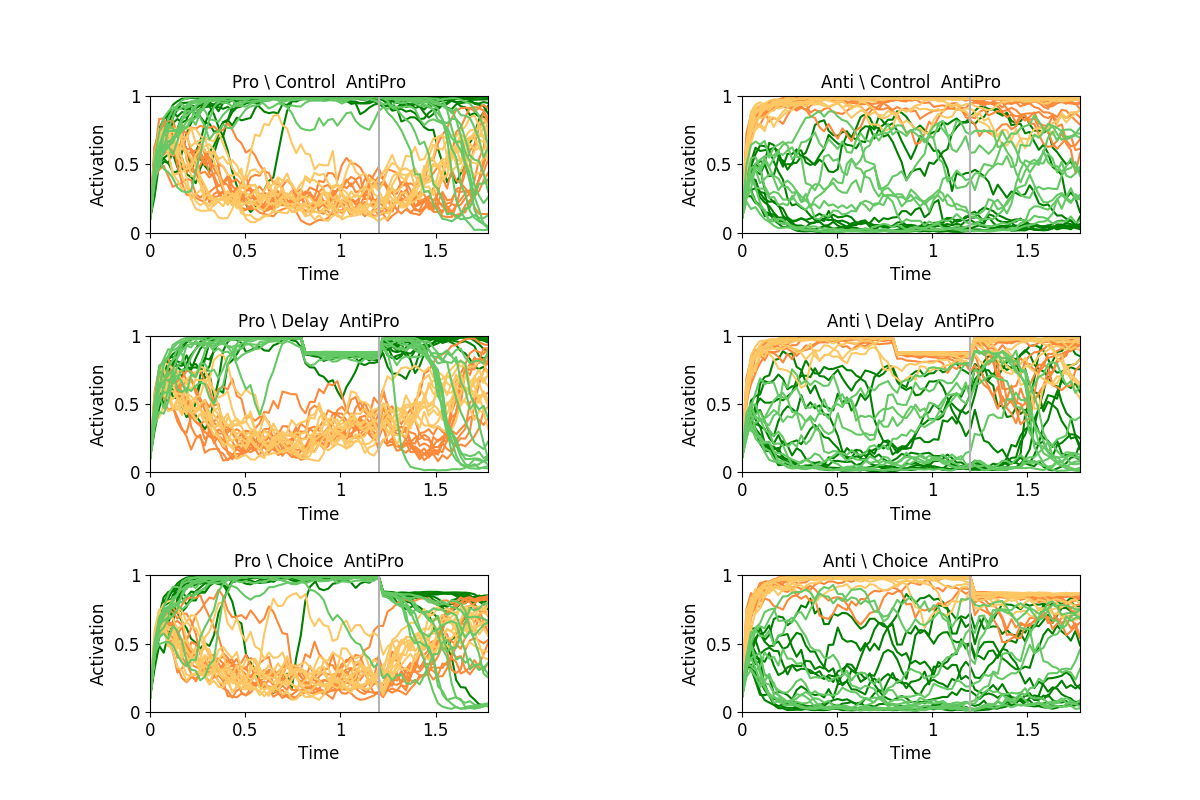 Pro \ Control  AntiPro
1
0.5
0
Activation
0
0.5
1
1.5
Time
Anti \ Control  AntiPro
1
0.5
0
Activation
0
0.5
1
1.5
Time
Pro \ Delay  AntiPro
1
0.5
0
Activation
0
0.5
1
1.5
Time
Anti \ Delay  AntiPro
1
0.5
0
Activation
0
0.5
1
1.5
Time
Pro \ Choice  AntiPro
1
0.5
0
Activation
0
0.5
1
1.5
Time
Anti \ Choice  AntiPro
1
0.5
0
Activation
0
0.5
1
1.5
Time